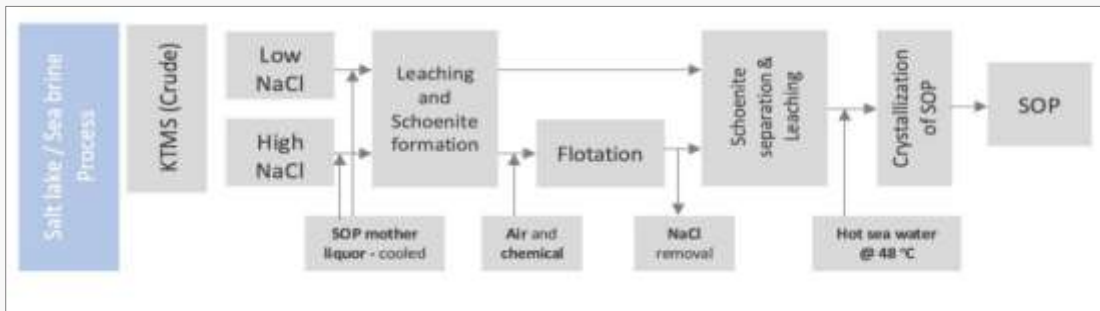 Salt lake / Sea brine
Process
KTMS (Crude)
Low
NaCl
High
NaCl
Leaching
and
Schoenite
formation
Flotation
Schoenite
separation &
Leaching
Crystallization
of SOP
SOP
SOP mother
liquor - cooled
Air and
chemical
NaCl
removal
Hot sea water
@ 48 °C